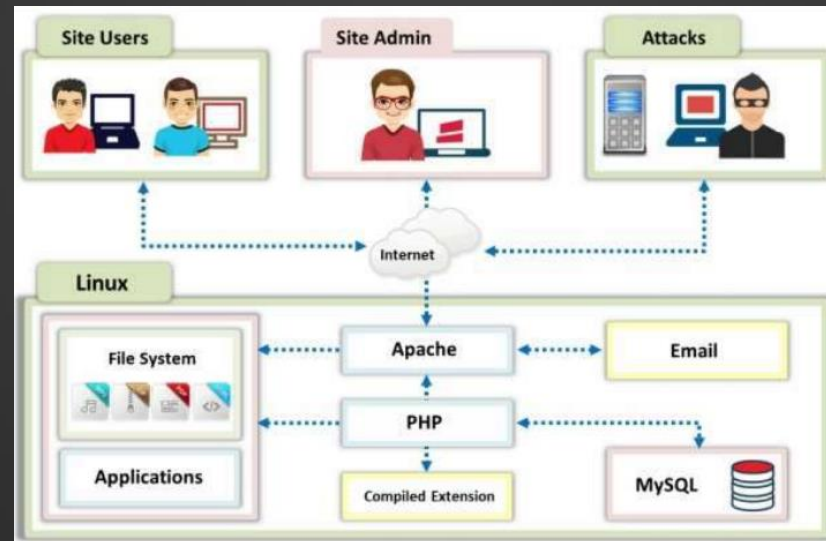 Site Users
Site Admin
Attacks
Internet
Linux
File System
Apache
Email
PHP
Applications
Compiled Extension
MySQL